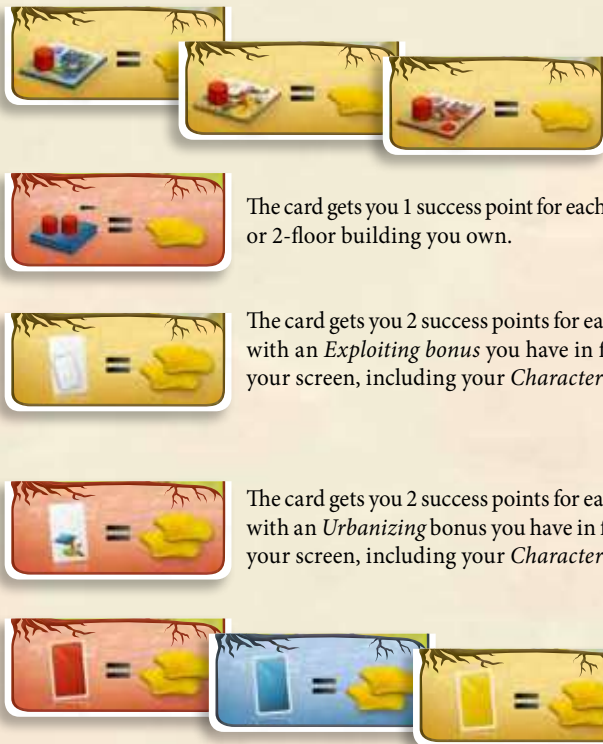 The card gets you 1 success point for each
or 2-floor building you own.
The card gets you 2 success points for ea
with an Exploiting bonus you have in f
your screen, including your Character
The card gets you 2 success points for ea
with an Urbanizing bonus you have in f
your screen, including your Character